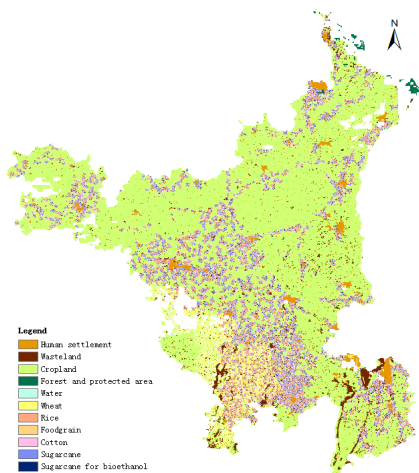 N
Legend
Human settlement
Wasteland
Cropland
Forest and protected area
Water
Wheat
Rice
Foodgrain
Cotton
Sugarcane
Sugarcane for bioethanol